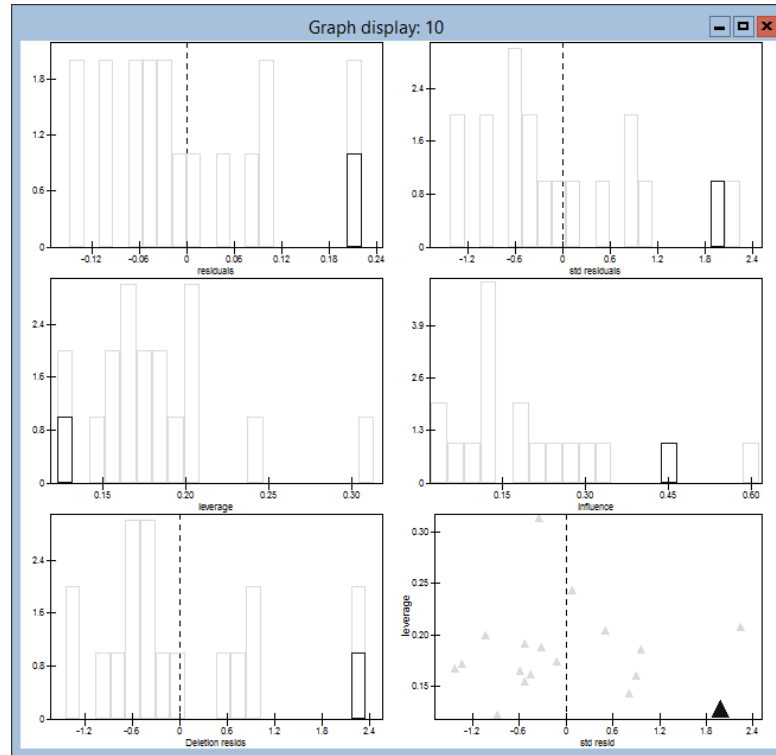 Graph display: 10
1.8
1.2
0.6
0
-0.12 -0.06 0 0.06 0.12 0.18 0.24
residuals
2.4
1.6
0.8
0
-1.2 -0.6 0 0.6 1.2 1.8 2.4
std residuals
2.4
1.6
0.8
0
0.15 0.20 0.25 0.30
leverage
3.9
2.6
1.3
0
0.15 0.30 0.45 0.60
Influence
2.4
1.6
0.8
0
-1.2 -0.6 0 0.6 1.2 1.8 2.4
Deletion resids
leverage
0.30
0.25
0.20
0.15
-1.2 -0.6 0 0.6 1.2 1.8 2.4
std resid